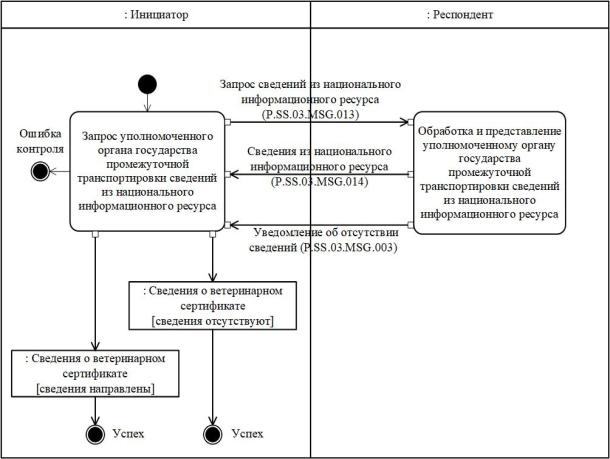 : Инициатор
: Респондент
Запрос сведений из национального
информационного ресурса
(P.SS.03.MSG.013)
Ошибка
контроля
Запрос уполномоченного
органа государства
промежуточной
транспортировки сведений
из национального
информационного ресурса
Обработка и представление
уполномоченному органу
государства
промежуточной
транспортировки сведений
из национального
информационного ресурса
Сведения из национального
информационного ресурса
(P.SS.03.MSG.014)
Уведомление об отсутствии
сведений (P.SS.03.MSG.003)
: Сведения о ветеринарном
сертификате
[сведения отсутствуют]
: Сведения о ветеринарном
сертификате
[сведения направлены]
Успех
Успех